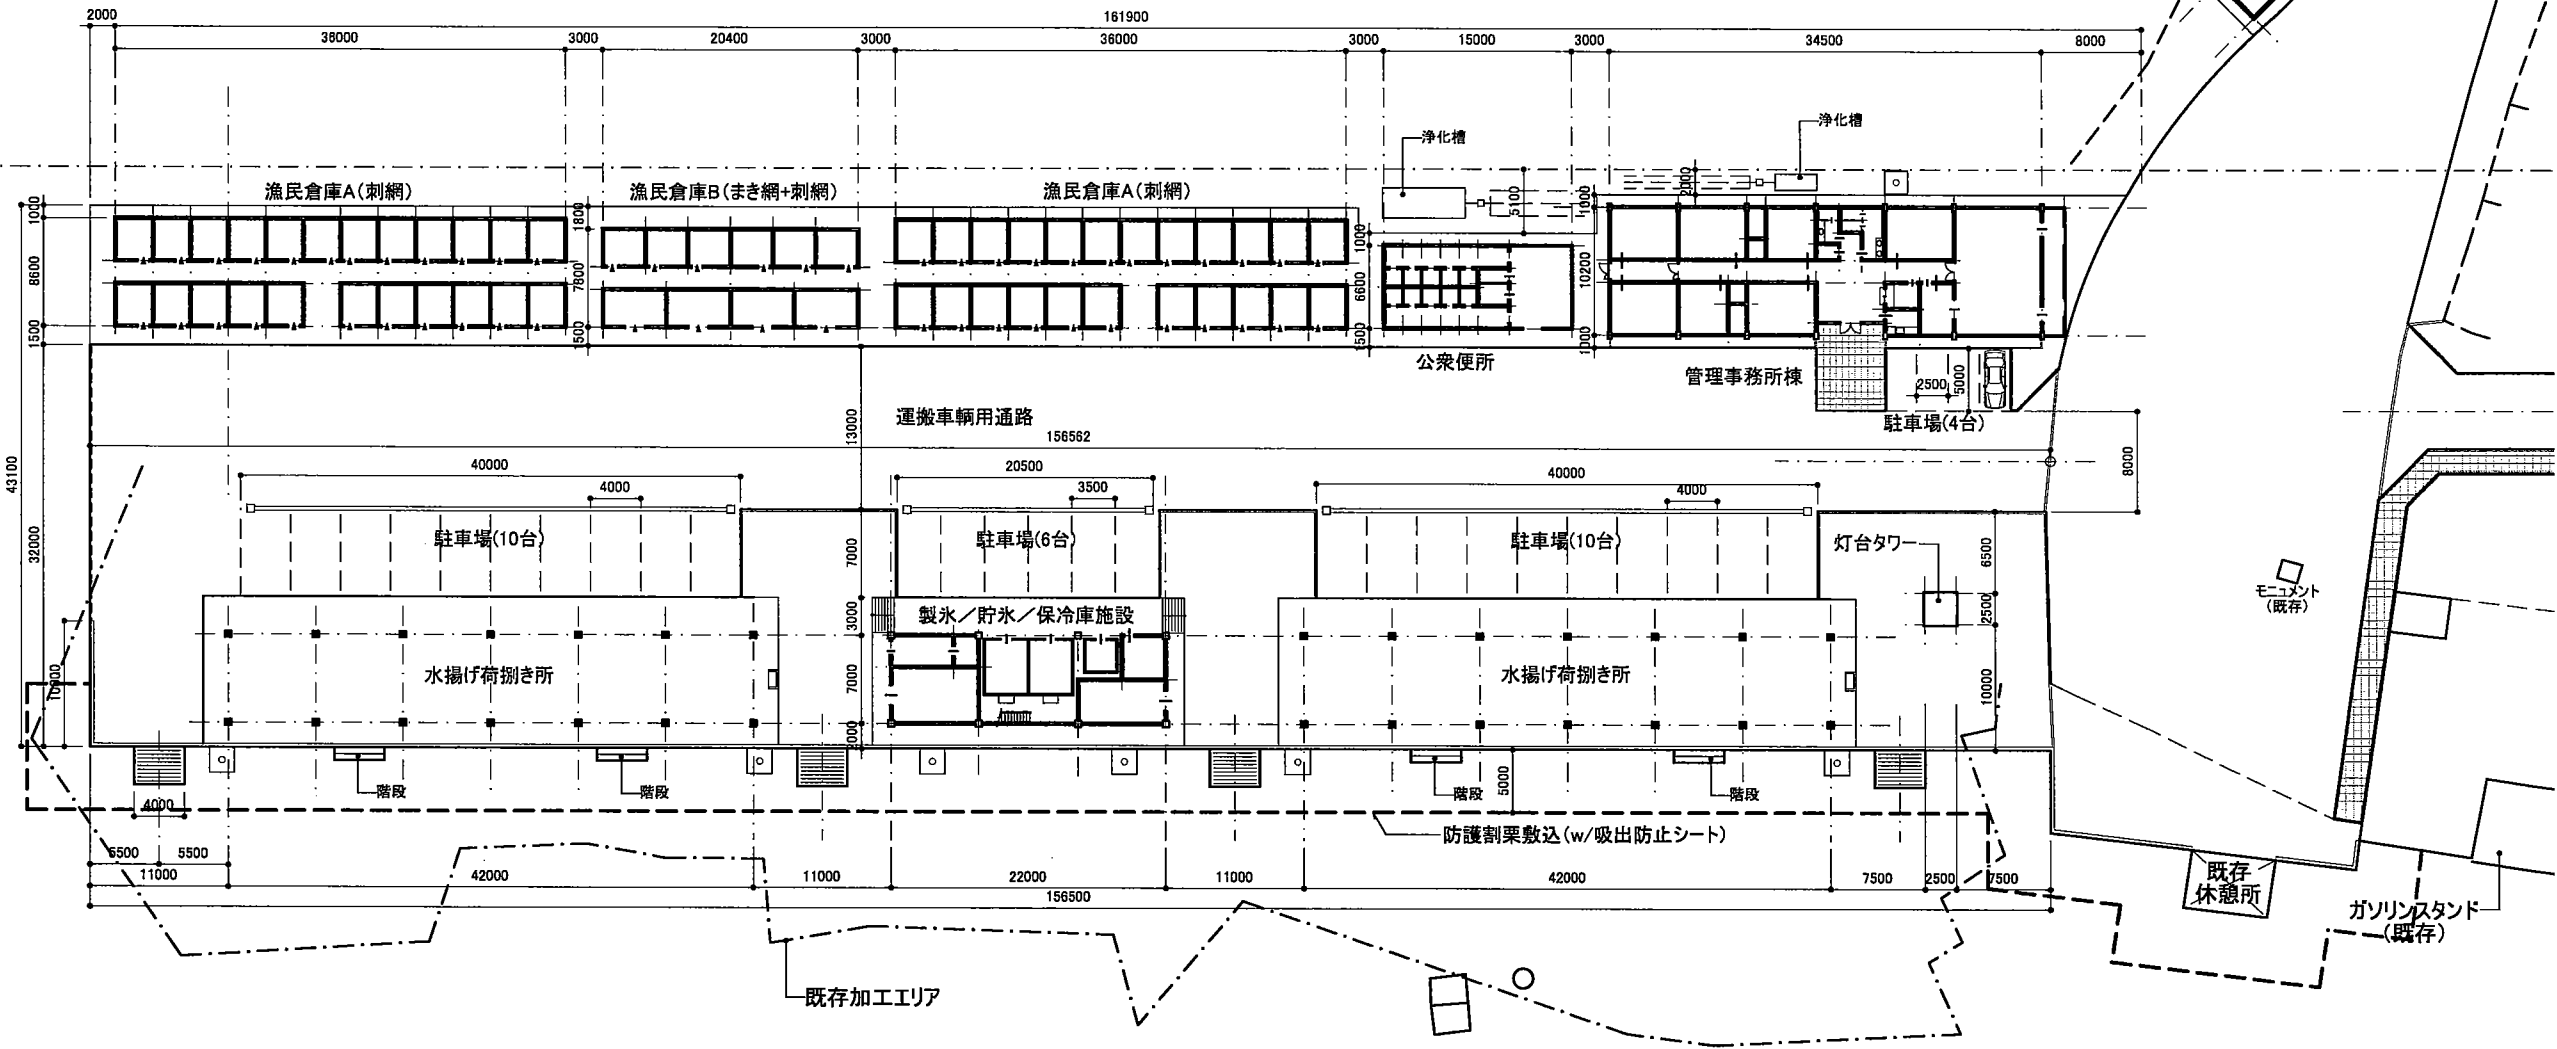 2000
161900
36000
3000
20400
3000
36000
3000
15000
3000
34500
8000
浄化槽
浄化槽
漁民倉庫A(刺網)
漁民倉庫B(まき網+刺網)
漁民倉庫A(刺網)
1000
8600
1500
1800
7800
1500
5100
1000
6600
1500
2000
1000
10200
1000
公衆便所
管理事務所棟
2500
5000
駐車場(4台)
運搬車輌用通路
13000
156562
43100
32000
10000
8000
40000
4000
20500
3500
40000
4000
駐車場(10台)
7000
駐車場(6台)
駐車場(10台)
灯台タワー
6500
2500
10000
モニュメント
(既存)
製氷/貯氷/保冷庫施設
3000
水揚げ荷捌き所
7000
水揚げ荷捌き所
階段
階段
階段
階段
4000
5000
防護割栗敷込(w/吸出防止シート)
5500
5500
11000
42000
11000
22000
11000
42000
7500
2500
7500
156500
既存
休憩所
ガソリンスタンド
(既存)
既存加工エリア